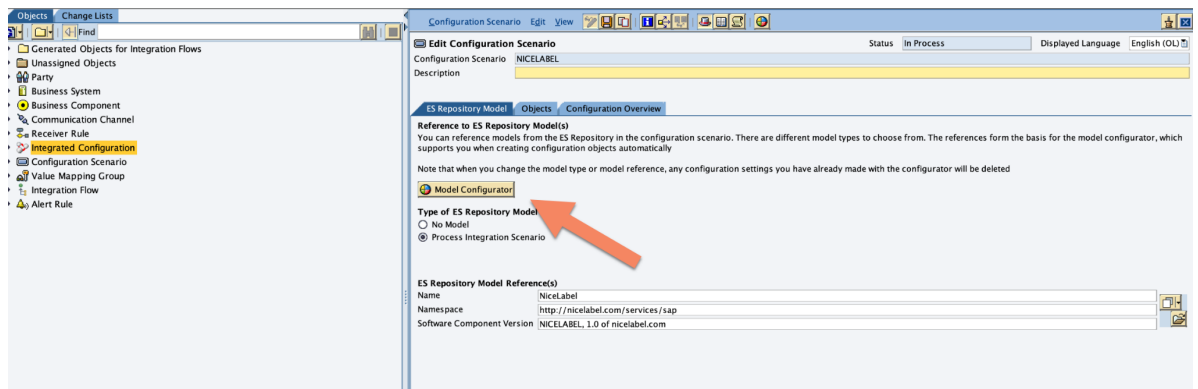 Objects Change Lists
Find
Generated Objects for Integration Flows
Unassigned Objects
Party
Business System
Business Component
Communication Channel
Receiver Rule
Integrated Configuration
Configuration Scenario
Value Mapping Group
Integration Flow
Alert Rule
Configuration Scenario Edit View
Edit Configuration Scenario Status In Process Displayed Language English (OL)
Configuration Scenario NICELABEL
Description
ES Repository Model Objects Configuration Overview
Reference to ES Repository Model(s)
You can reference models from the ES Repository in the configuration scenario. There are different model types to choose from. The references form the basis for the model configurator, which
supports you when creating configuration objects automatically
Note that when you change the model type or model reference, any configuration settings you have already made with the configurator will be deleted
Model Configurator
Type of ES Repository Model
No Model
Process Integration Scenario
ES Repository Model Reference(s)
Name NiceLabel
Namespace http://nicelabel.com/services/sap
Software Component Version NICELABEL, 1.0 of nicelabel.com